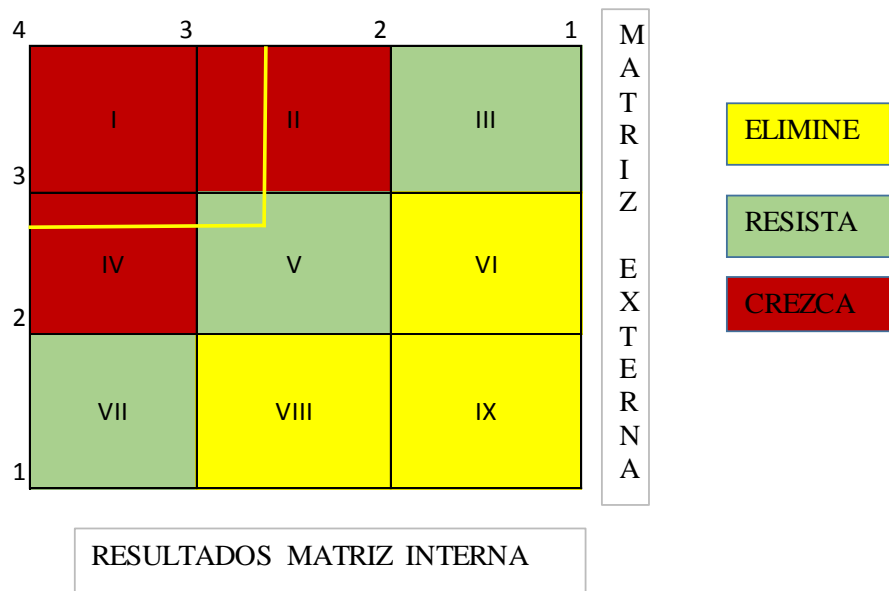 4 3 2 1
I II III
3
IV V VI
2
VII VIII IX
1
M
A
T
R
I
Z
E
X
T
E
R
N
A
ELIMINE
RESISTA
CREZCA
RESULTADOS MATRIZ INTERNA